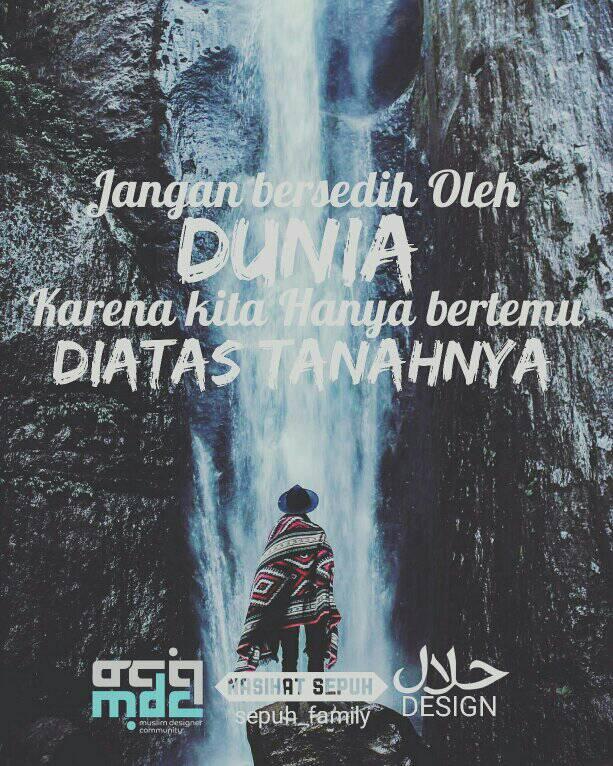 Jangan bersedih Oleh
DUNIA
Karena kita Hanya bertemu
DIATAS TANAHNYA
mdc
muslim designer
community
NASIHAT SEPUH
sepuh_family
حلال
DESIGN